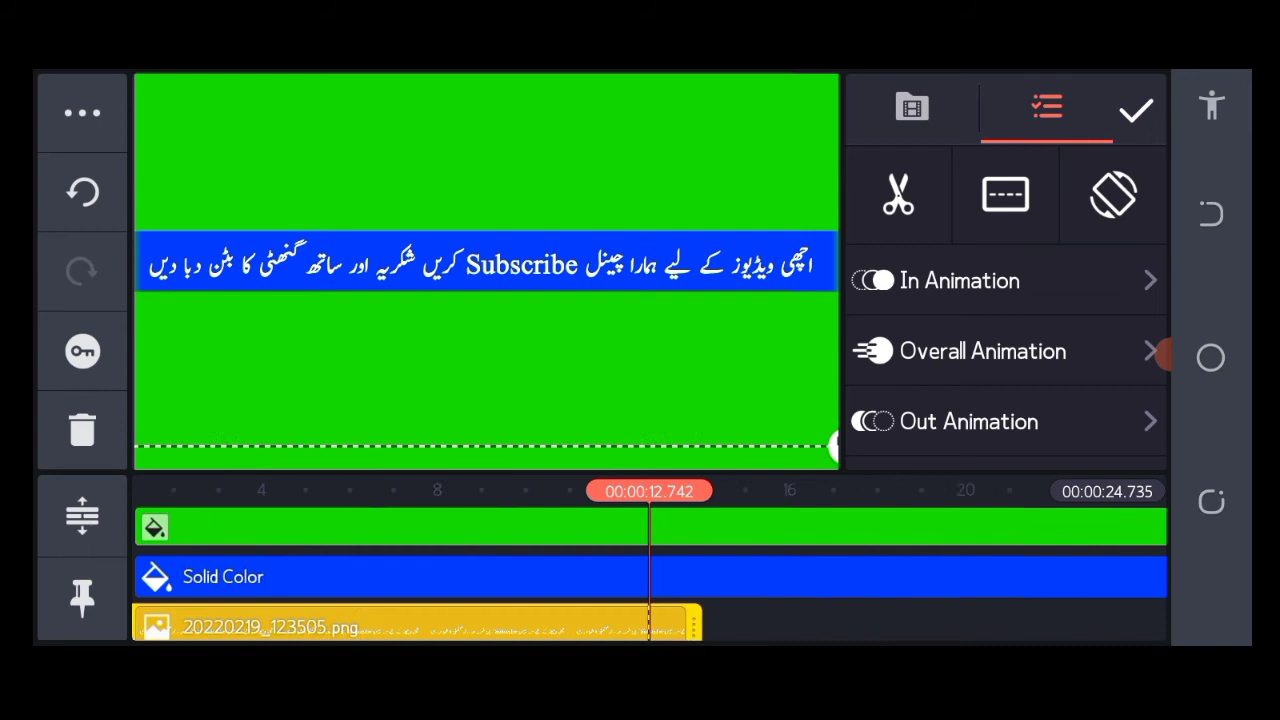 اچھی ویڈیوز کے لیے ہمارا چینل Subscribe کریں شکریہ اور ساتھ گنھٹی کا بٹن دبا دیں
In Animation
Overall Animation
Out Animation
4
8
00:00:12.742
16
20
00:00:24.735
Solid Color
20220219_123505.png